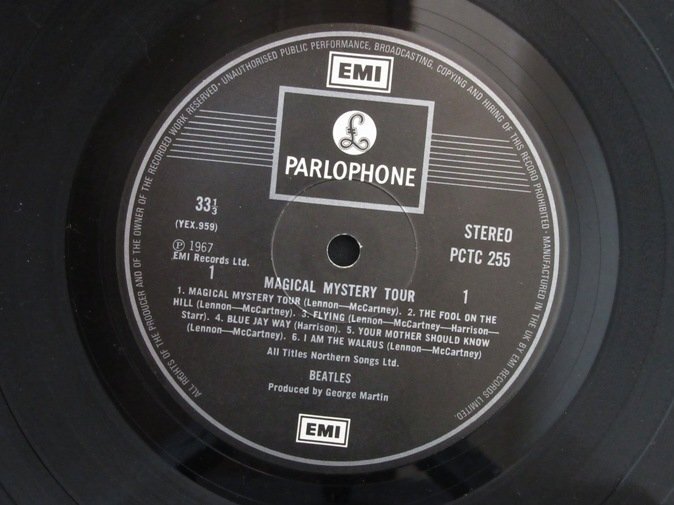 EMI
£
PARLOPHONE
33⅓
(YEX.959)
Ⓟ 1967
EMI Records Ltd.
1
STEREO
PCTC 255
1
MAGICAL MYSTERY TOUR
1. MAGICAL MYSTERY TOUR (Lennon—McCartney) 2. THE FOOL ON THE
HILL (Lennon—McCartney) 3. FLYING (Lennon—McCartney—Harrison—
Starr) 4. BLUE JAY WAY (Harrison) 5. YOUR MOTHER SHOULD KNOW
(Lennon—McCartney) 6. I AM THE WALRUS (Lennon—McCartney)
All Titles Northern Songs Ltd.
BEATLES
Produced by George Martin
EMI
ALL RIGHTS OF THE PRODUCER AND OF THE OWNER OF THE RECORDED WORK RESERVED · UNAUTHORISED PUBLIC PERFORMANCE, BROADCASTING, COPYING AND HIRING OF THIS RECORD PROHIBITED · MANUFACTURED IN THE UK BY EMI RECORDS LIMITED.